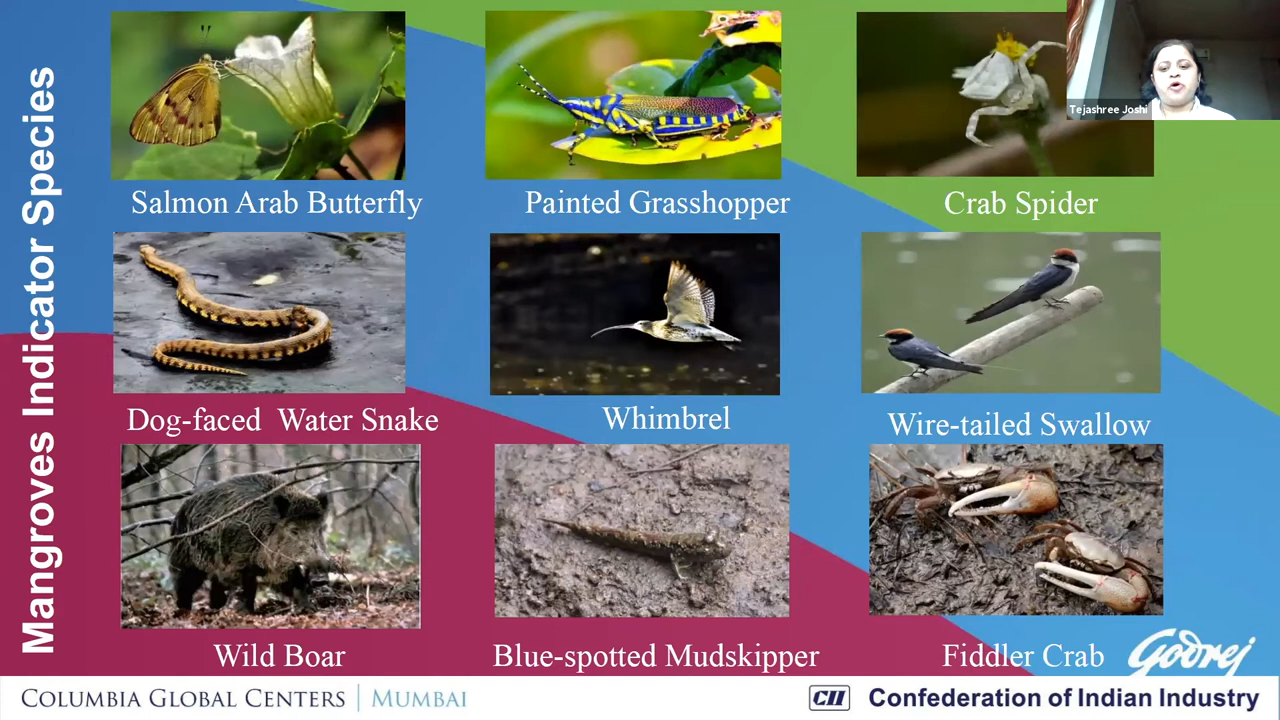 Mangroves Indicator Species
Tejashree Joshi
Salmon Arab Butterfly
Painted Grasshopper
Crab Spider
Dog-faced  Water Snake
Whimbrel
Wire-tailed Swallow
Wild Boar
Blue-spotted Mudskipper
Fiddler Crab
Godrej
COLUMBIA GLOBAL CENTERS | MUMBAI
CII Confederation of Indian Industry